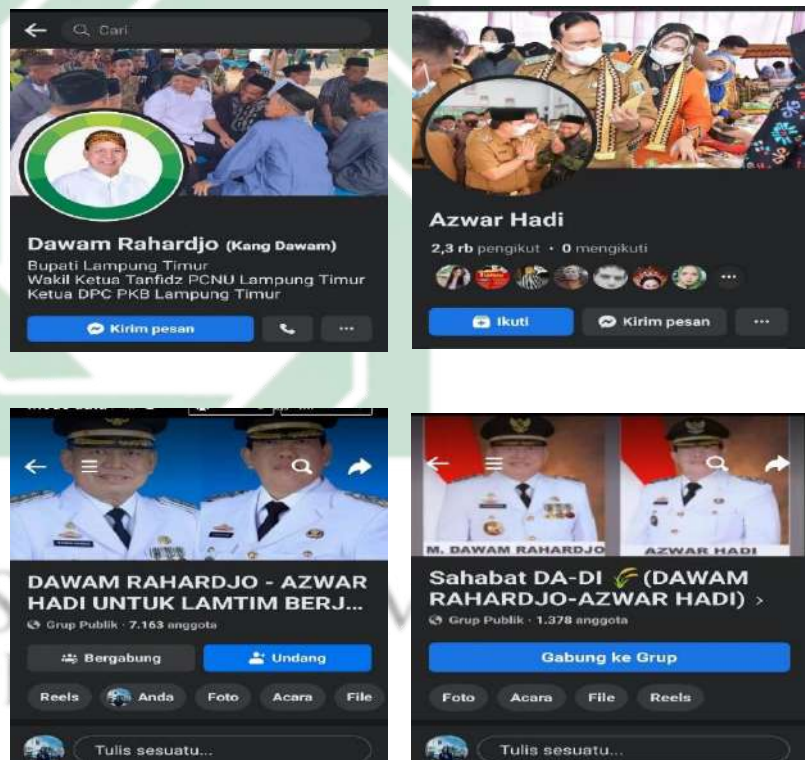 Cari
Dawam Rahardjo (Kang Dawam)
Bupati Lampung Timur
Wakil Ketua Tanfidz PCNU Lampung Timur
Ketua DPC PKB Lampung Timur
Kirim pesan
Azwar Hadi
2,3 rb pengikut • 0 mengikuti
Ikuti
Kirim pesan
DAWAM RAHARDJO - AZWAR
HADI UNTUK LAMTIM BERJ...
Grup Publik · 7.163 anggota
Bergabung
Undang
Reels
Anda
Foto
Acara
File
Tulis sesuatu...
M. DAWAM RAHARDJO
AZWAR HADI
Sahabat DA-DI 🌾 (DAWAM
RAHARDJO-AZWAR HADI) >
Grup Publik · 1.378 anggota
Gabung ke Grup
Foto
Acara
File
Reels
Tulis sesuatu...